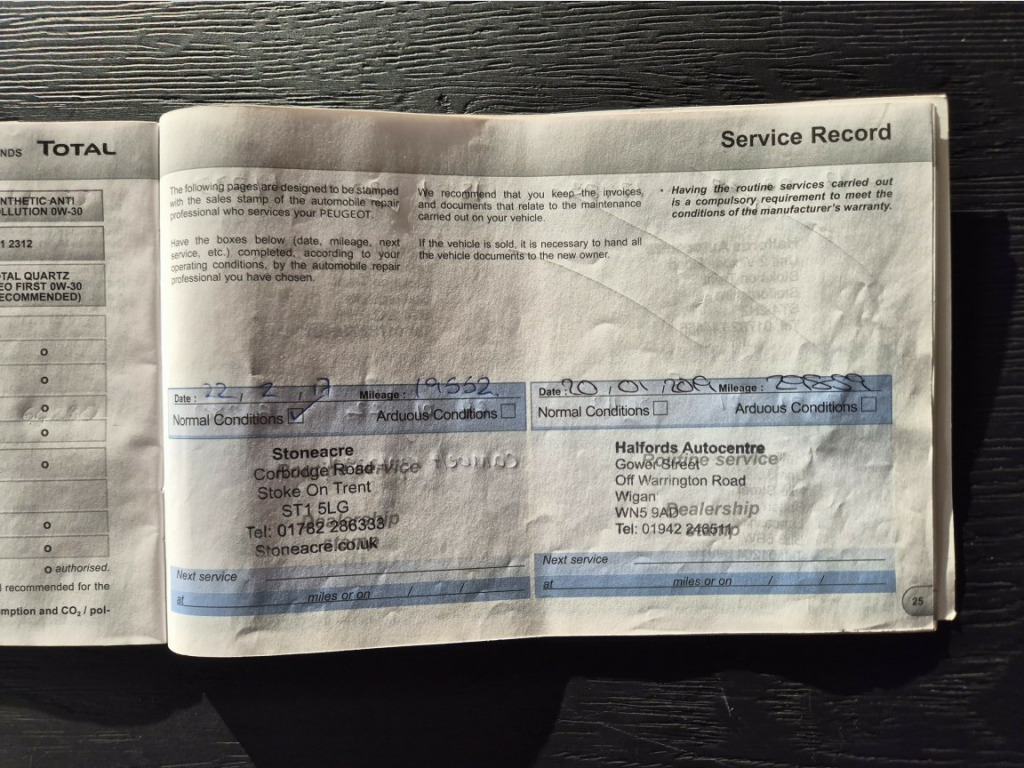 NDS TOTAL
NTHETIC ANTI
LLUTION 0W-30
1 2312
OTAL QUARTZ
EO FIRST 0W-30
ECOMMENDED)
o
o
o
o
o
o
o
o authorised.
l recommended for the
mption and CO₂ / pol-
Service Record
The following pages are designed to be stamped
with the sales stamp of the automobile repair
professional who services your PEUGEOT.
Have the boxes below (date, mileage, next
service, etc.) completed, according to your
operating conditions, by the automobile repair
professional you have chosen.
We recommend that you keep the invoices,
and documents that relate to the maintenance
carried out on your vehicle.
If the vehicle is sold, it is necessary to hand all
the vehicle documents to the new owner.
• Having the routine services carried out
is a compulsory requirement to meet the
conditions of the manufacturer's warranty.
Date : 22, 2, 17 Mileage : 19552
Normal Conditions Arduous Conditions
Stoneacre
Corbridge Road
Stoke On Trent
ST1 5LG
Tel: 01782 286333
Stoneacre.co.uk
Next service
at miles or on / /
Date : 20, 01, 2019 Mileage : 29859
Normal Conditions Arduous Conditions
Halfords Autocentre
Routine service
Gower Street
Off Warrington Road
Wigan
WN5 9AD
Dealership
stamp
Tel: 01942 246511
Next service
at miles or on / /
25